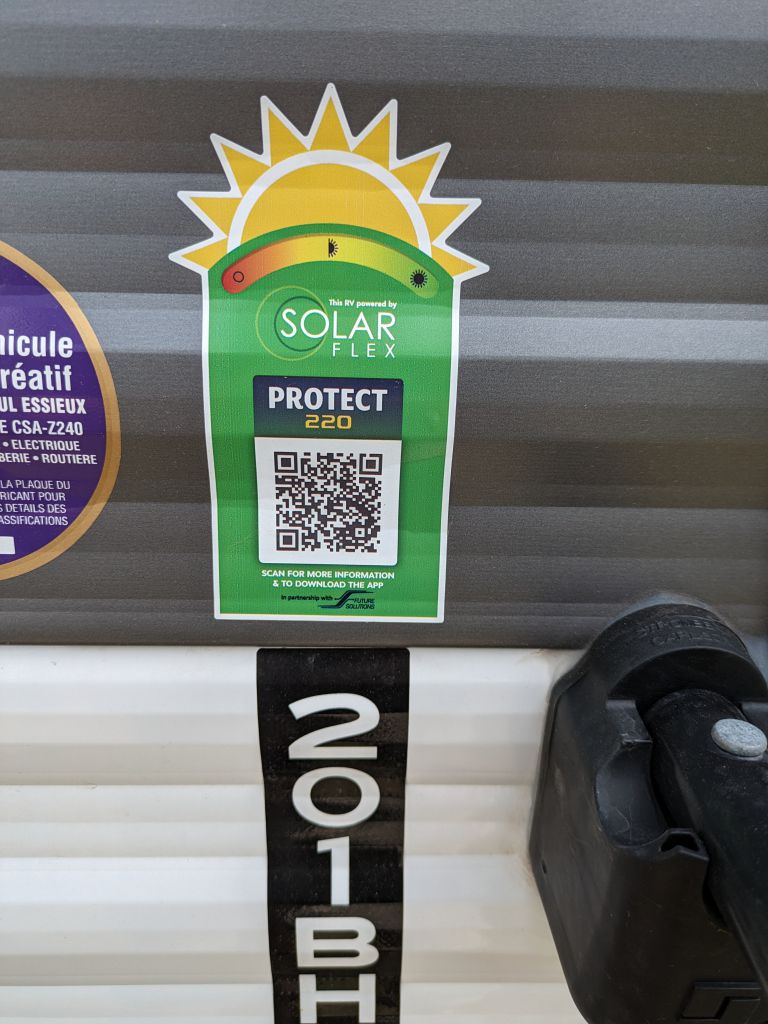 This RV powered by
SOLAR
FLEX
PROTECT
220
SCAN FOR MORE INFORMATION
& TO DOWNLOAD THE APP
In partnership with FUTURE
SOLUTIONS
hicule
réatif
UL ESSIEUX
E CSA-Z240
• ELECTRIQUE
BERIE • ROUTIERE
LA PLAQUE DU
RICANT POUR
S DETAILS DES
ASSIFICATIONS
201BH